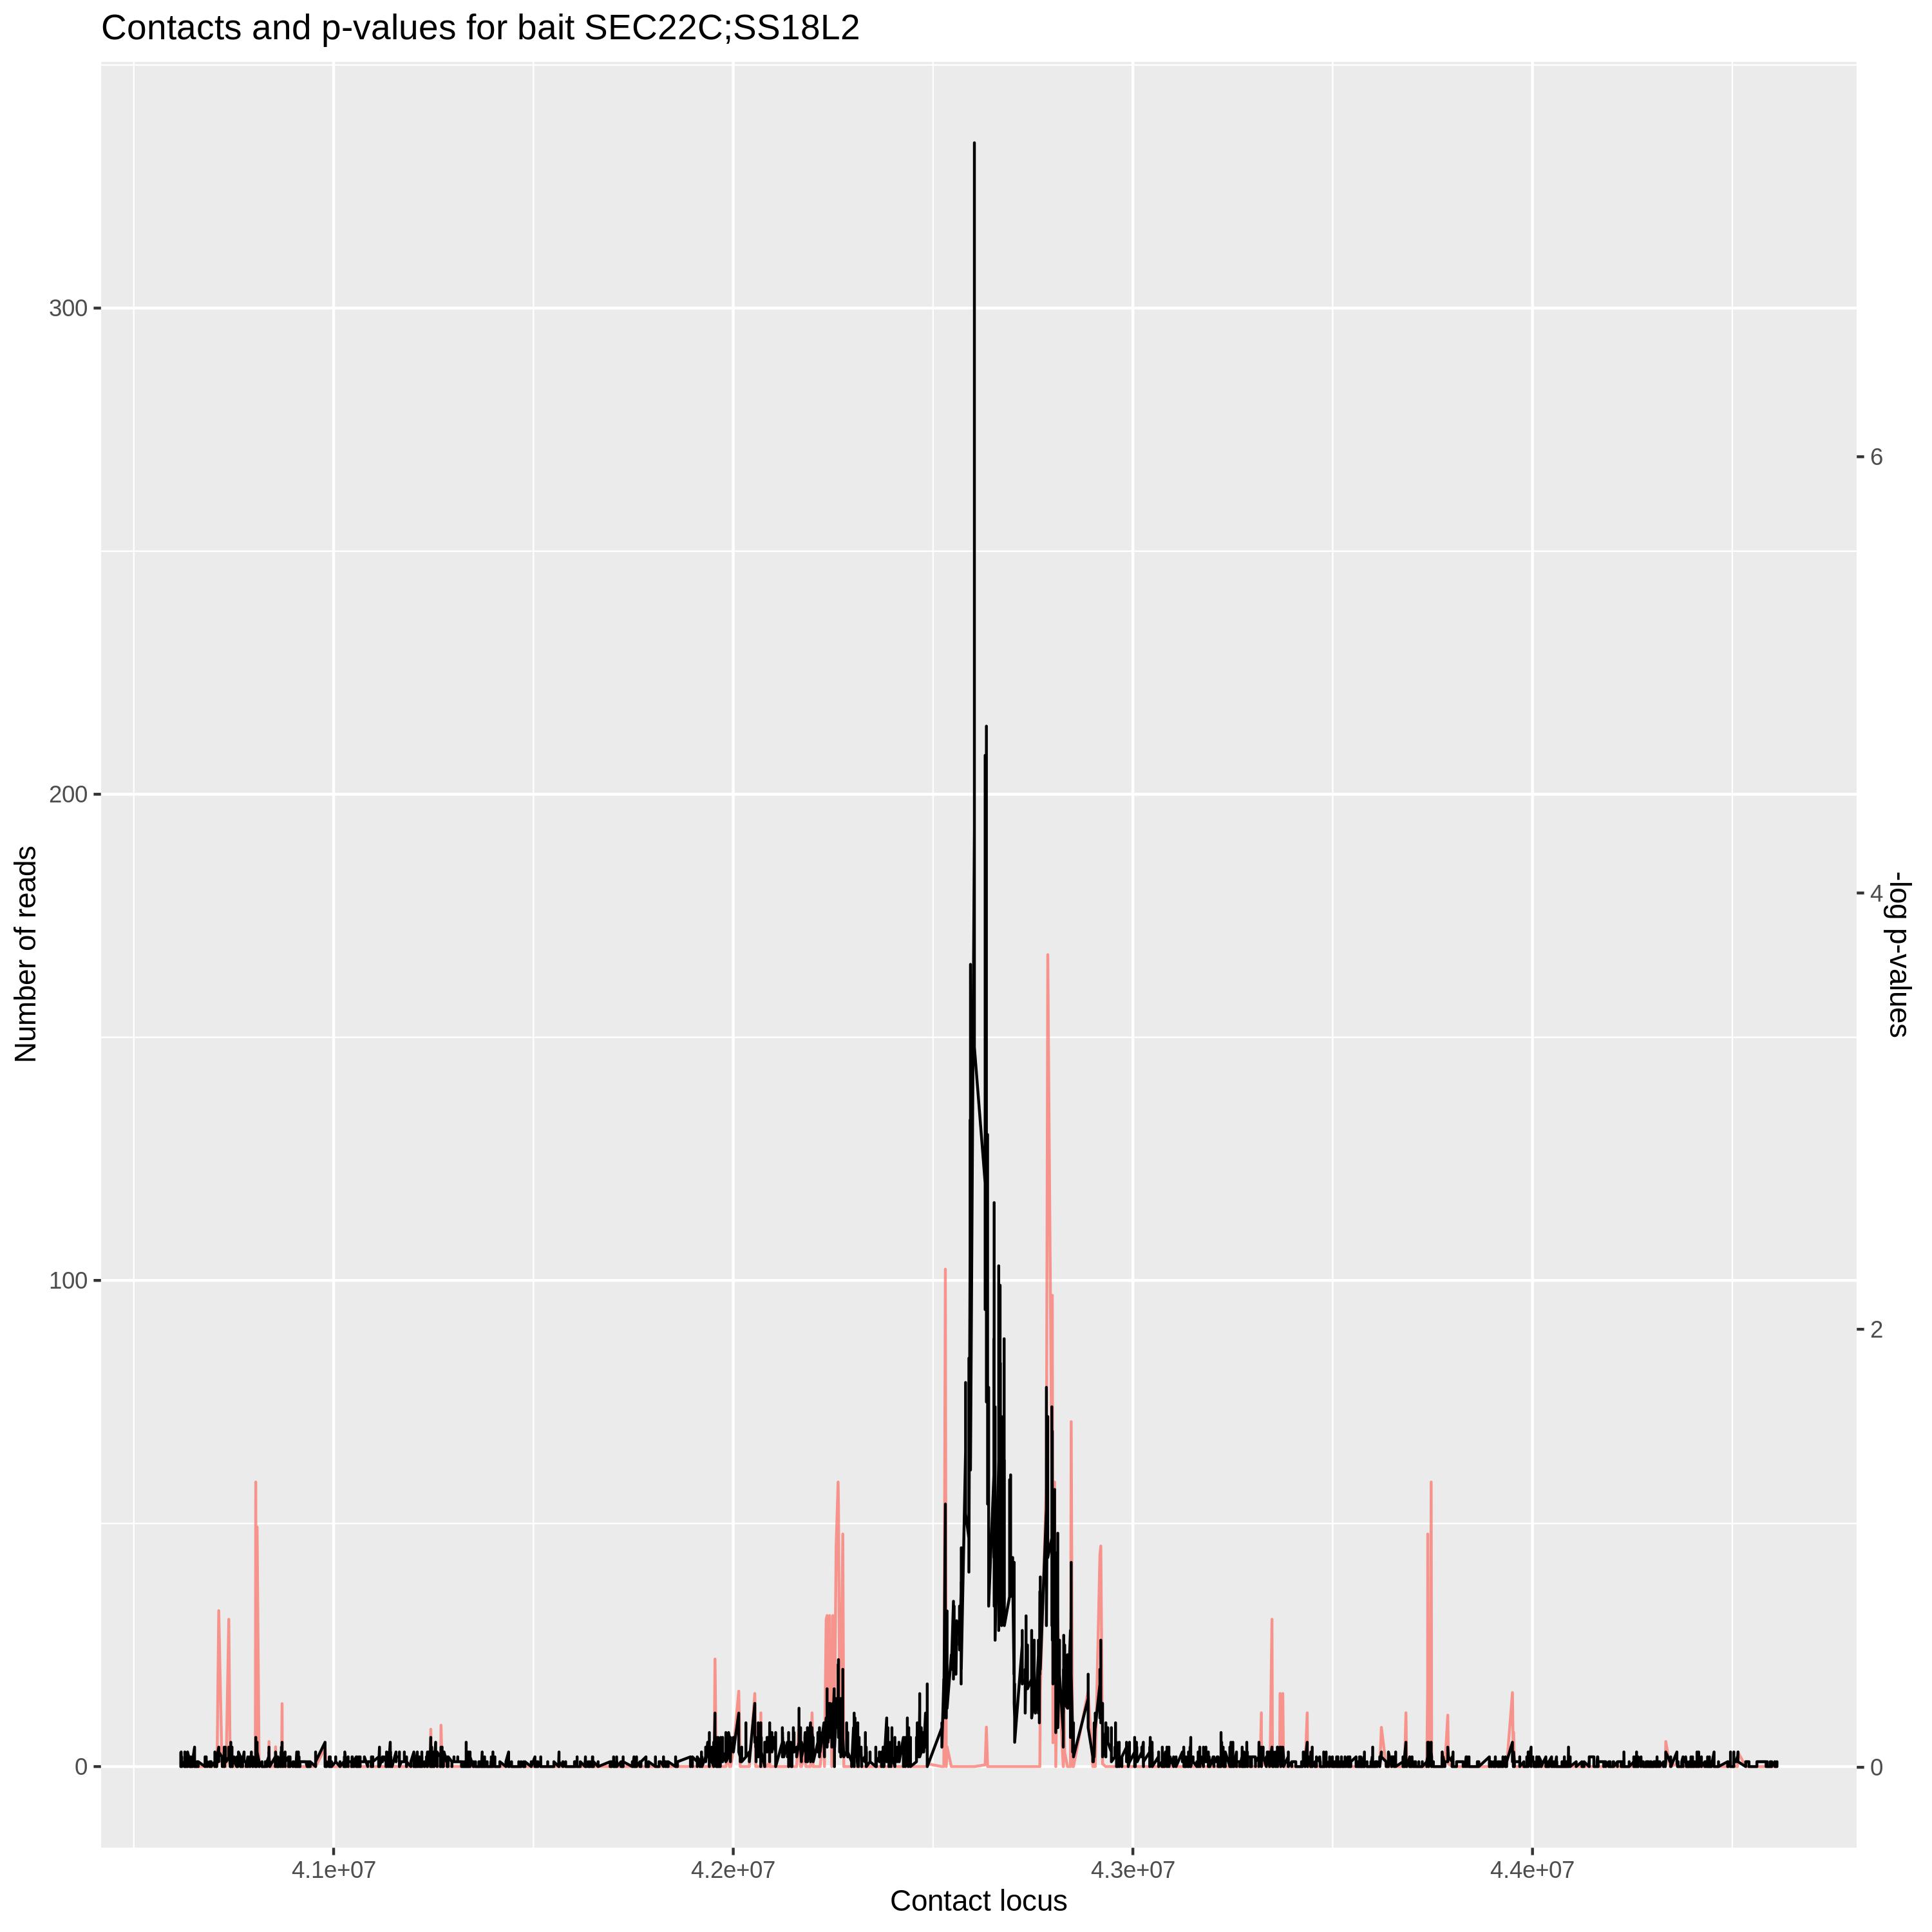 Contacts and p-values for bait SEC22C;SS18L2
300
200
100
0
Number of reads
6
4
2
0
-log p-values
4.1e+07
4.2e+07
4.3e+07
4.4e+07
Contact locus